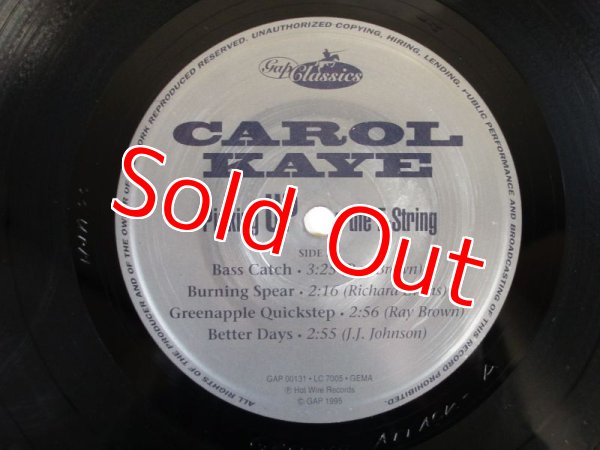 ALL RIGHTS OF THE PRODUCER AND OF THE OWNER OF WORK REPRODUCED RESERVED. UNAUTHORIZED COPYING, HIRING, LENDING, PUBLIC PERFORMANCE AND BROADCASTING OF THIS RECORD PROHIBITED.
Gap Classics
CAROL
KAYE
Up
String
SIDE
Sold Out
Bass Catch • Brown)
Burning Spear • 2:16 (Richard
Greenapple Quickstep • 2:56 (Ray Brown)
Better Days • 2:55 (J.J. Johnson)
GAP 00131 • LC 7005 • GEMA
℗ Hot Wire Records
© GAP 1995